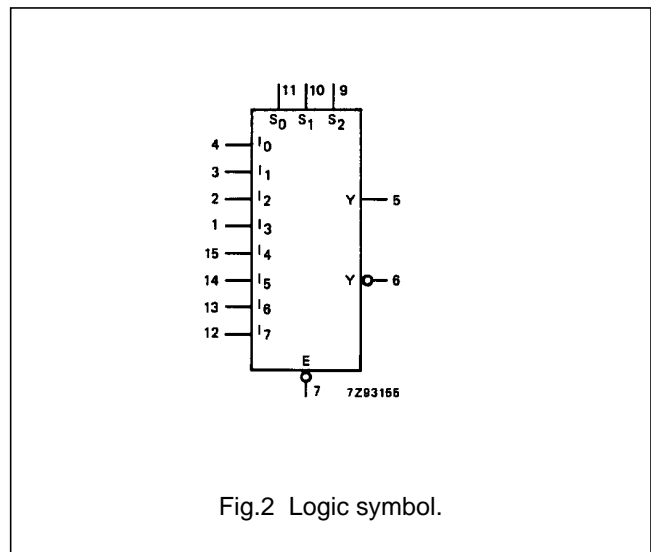 11 10 9
S0 S1 S2
4 I0
3 I1
2 I2 Y 5
1 I3
15 I4
14 I5 Y 6
13 I6
12 I7
E
7 7Z93155
Fig.2 Logic symbol.